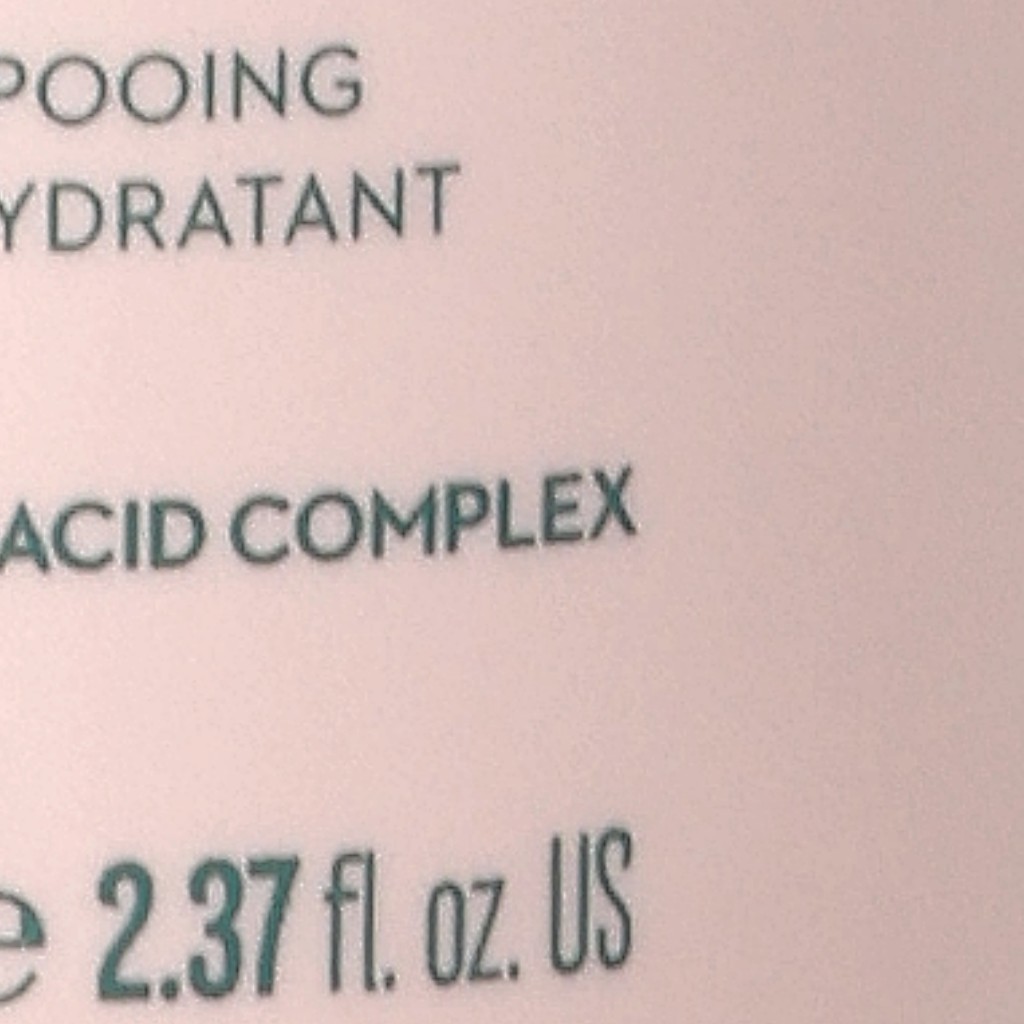 POOING
YDRATANT
ACID COMPLEX
e 2.37 fl. oz. US